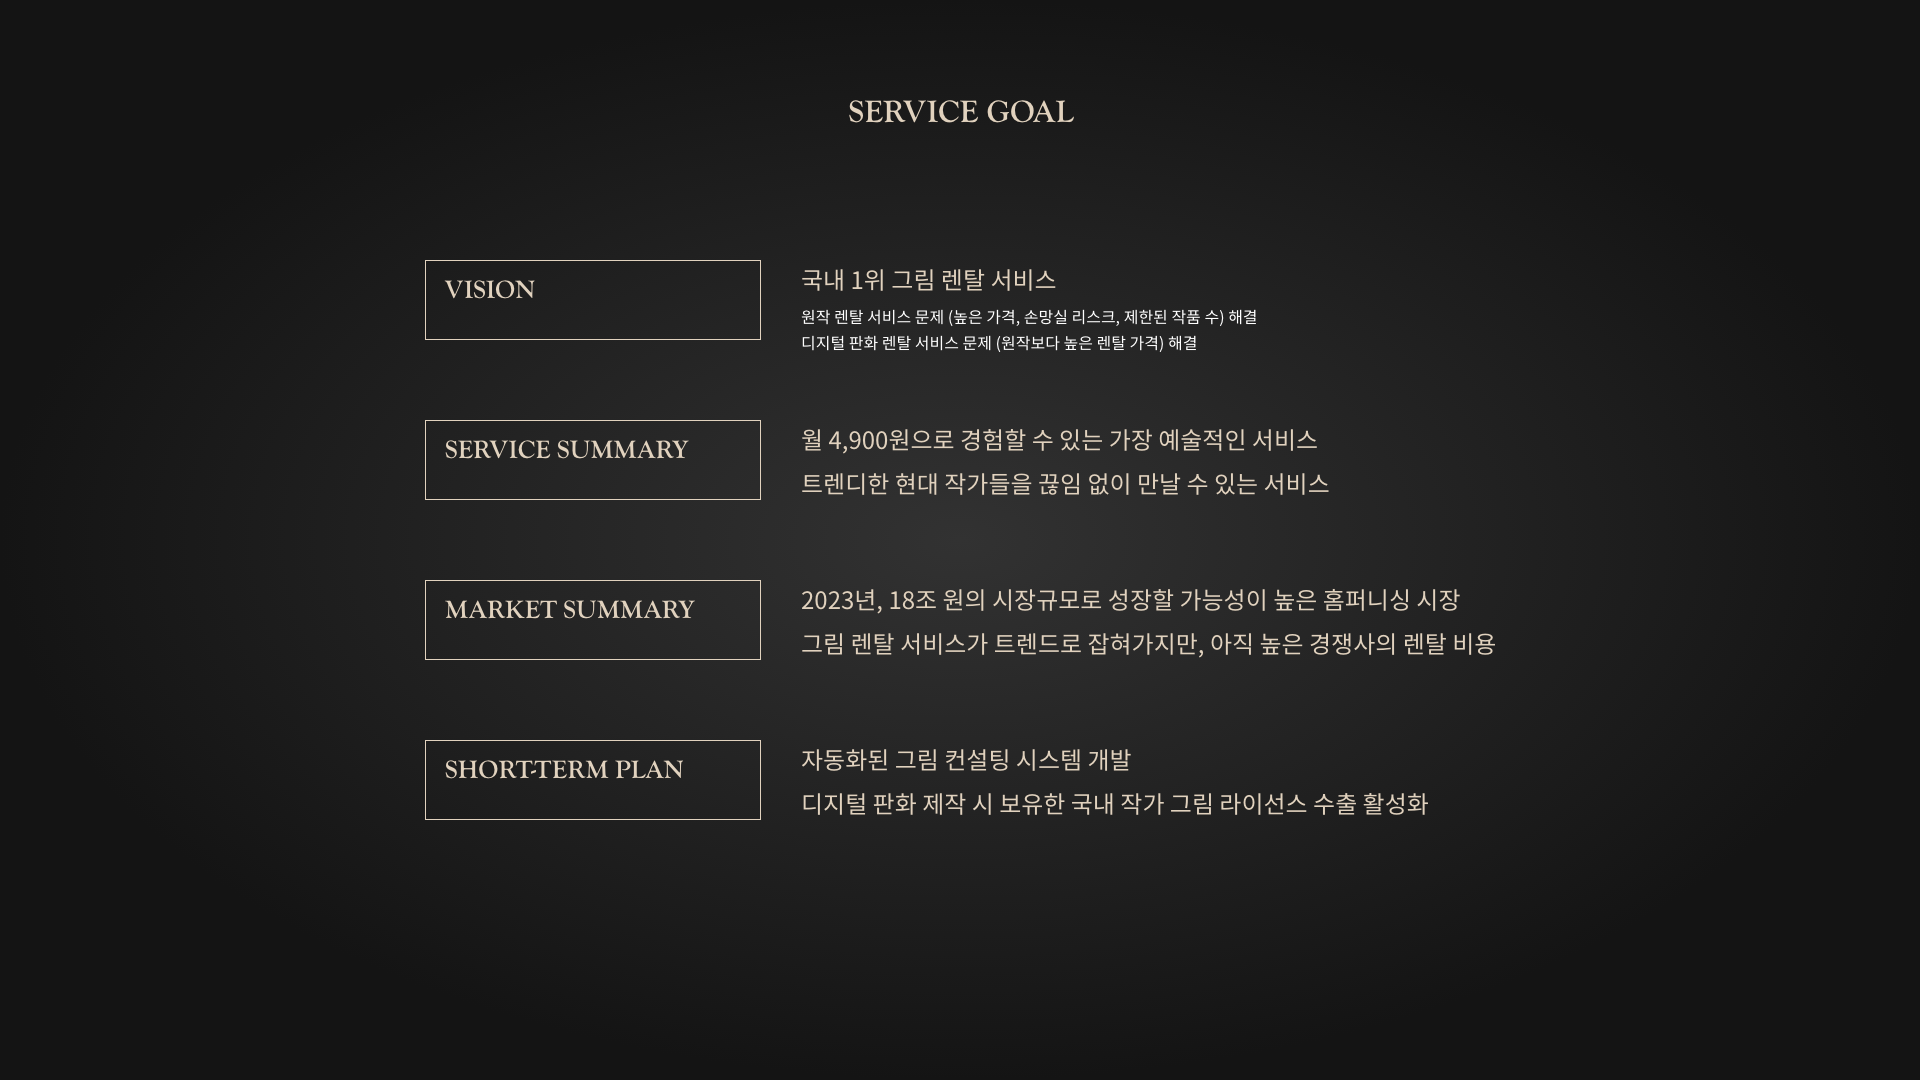 SERVICE GOAL
VISION
국내 1위 그림 렌탈 서비스
원작 렌탈 서비스 문제 (높은 가격, 손망실 리스크, 제한된 작품 수) 해결
디지털 판화 렌탈 서비스 문제 (원작보다 높은 렌탈 가격) 해결
SERVICE SUMMARY
월 4,900원으로 경험할 수 있는 가장 예술적인 서비스
트렌디한 현대 작가들을 끊임 없이 만날 수 있는 서비스
MARKET SUMMARY
2023년, 18조 원의 시장규모로 성장할 가능성이 높은 홈퍼니싱 시장
그림 렌탈 서비스가 트렌드로 잡혀가지만, 아직 높은 경쟁사의 렌탈 비용
SHORT-TERM PLAN
자동화된 그림 컨설팅 시스템 개발
디지털 판화 제작 시 보유한 국내 작가 그림 라이선스 수출 활성화